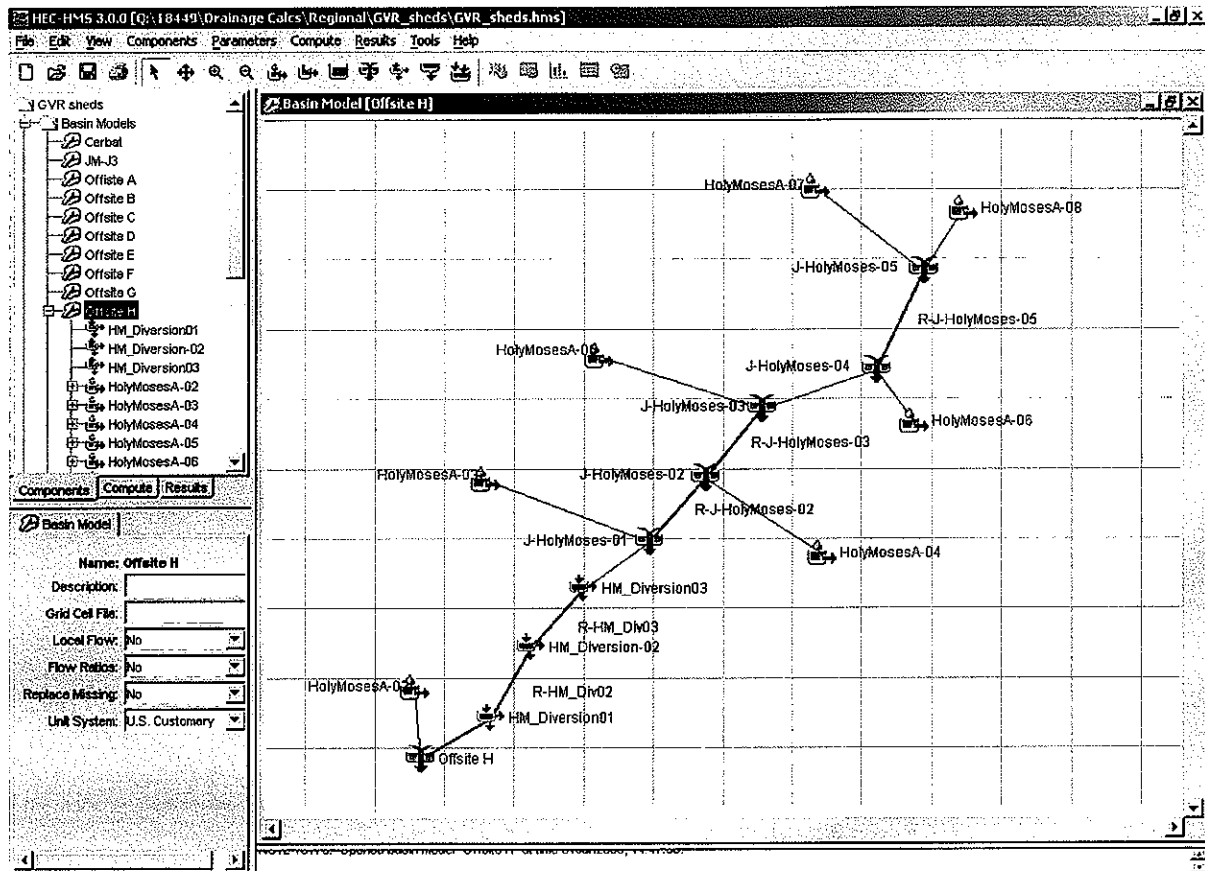 HEC-HMS 3.0.0 [Q:\18449\Drainage Calcs\Regional\GVR_sheds\GVR_sheds.hms]
File Edit View Components Parameters Compute Results Tools Help
GVR sheds
Basin Models
Cerbat
JM-J3
Offsite A
Offsite B
Offsite C
Offsite D
Offsite E
Offsite F
Offsite G
Offsite H
HM_Diversion01
HM_Diversion-02
HM_Diversion03
HolyMosesA-02
HolyMosesA-03
HolyMosesA-04
HolyMosesA-05
HolyMosesA-06
Components Compute Results
Basin Model
Name: Offsite H
Description:
Grid Cell File:
Local Flow: No
Flow Ratios: No
Replace Missing: No
Unit System: U.S. Customary
Basin Model [Offsite H]
HolyMosesA-07
HolyMosesA-08
J-HolyMoses-05
R-J-HolyMoses-05
J-HolyMoses-04
J-HolyMoses-03
HolyMosesA-06
R-J-HolyMoses-03
HolyMosesA-03
J-HolyMoses-02
R-J-HolyMoses-02
J-HolyMoses-01
HolyMosesA-04
HM_Diversion03
R-HM_Div03
HM_Diversion-02
R-HM_Div02
HM_Diversion01
Offsite H